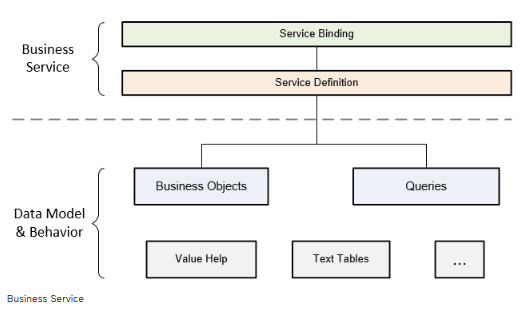 Service Binding
Business
Service
Service Definition
Business Objects
Queries
Data Model
& Behavior
Value Help
Text Tables
...
Business Service